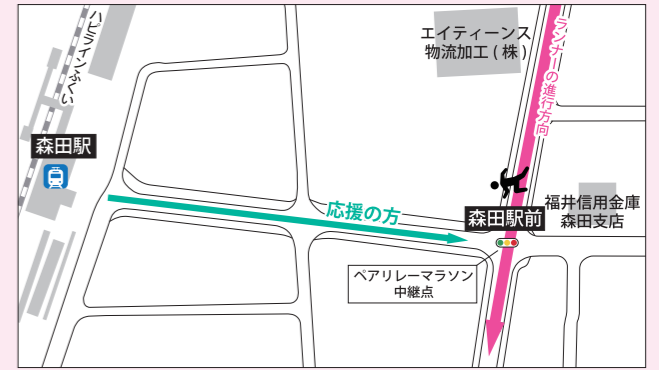 ハピラインふくい
森田駅
エイティーンス
物流加工(株)
ランナーの進行方向
応援の方
森田駅前
福井信用金庫
森田支店
ペアリレーマラソン
中継点